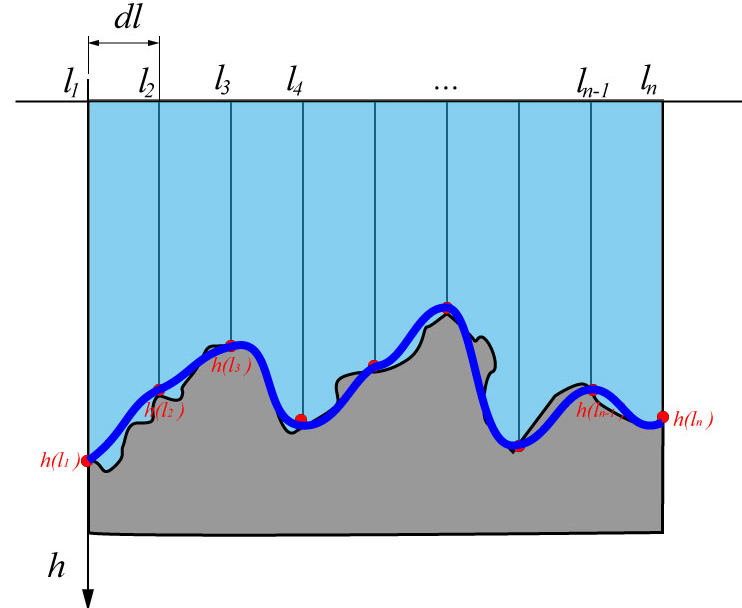 dl
l1 l2 l3 l4 ... ln-1 ln
h(l3 )
h(l2 ) h(ln-1
h(ln )
h(l1 )
h